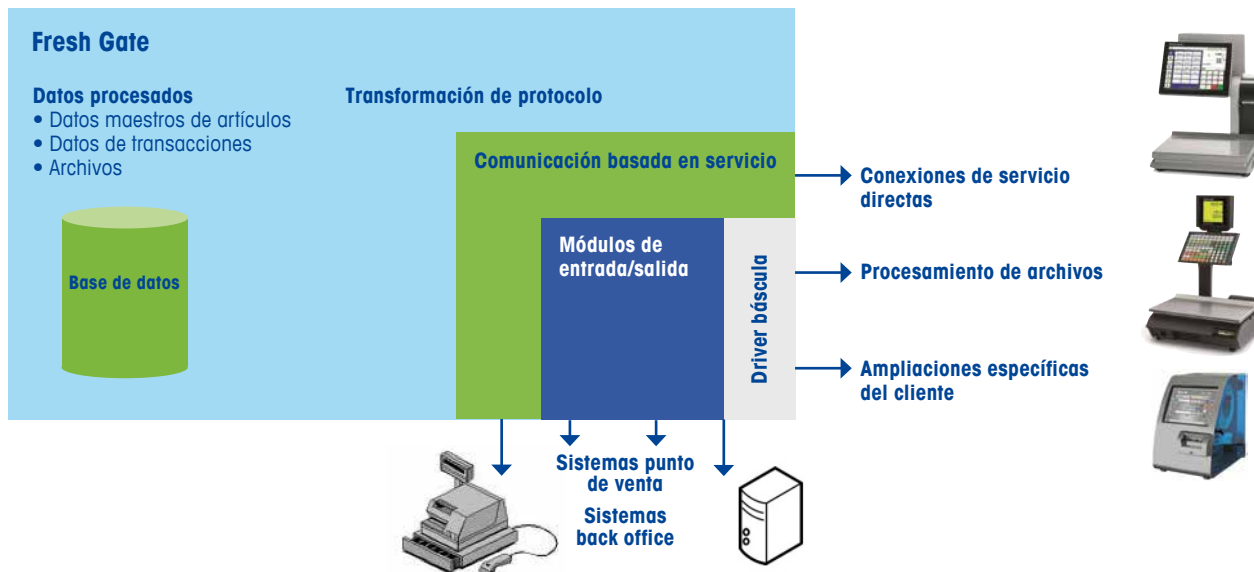 Fresh Gate
Datos procesados
• Datos maestros de artículos
• Datos de transacciones
• Archivos
Base de datos
Transformación de protocolo
Comunicación basada en servicio
Módulos de
entrada/salida
Driver báscula
Conexiones de servicio
directas
Procesamiento de archivos
Ampliaciones específicas
del cliente
Sistemas punto
de venta
Sistemas
back office